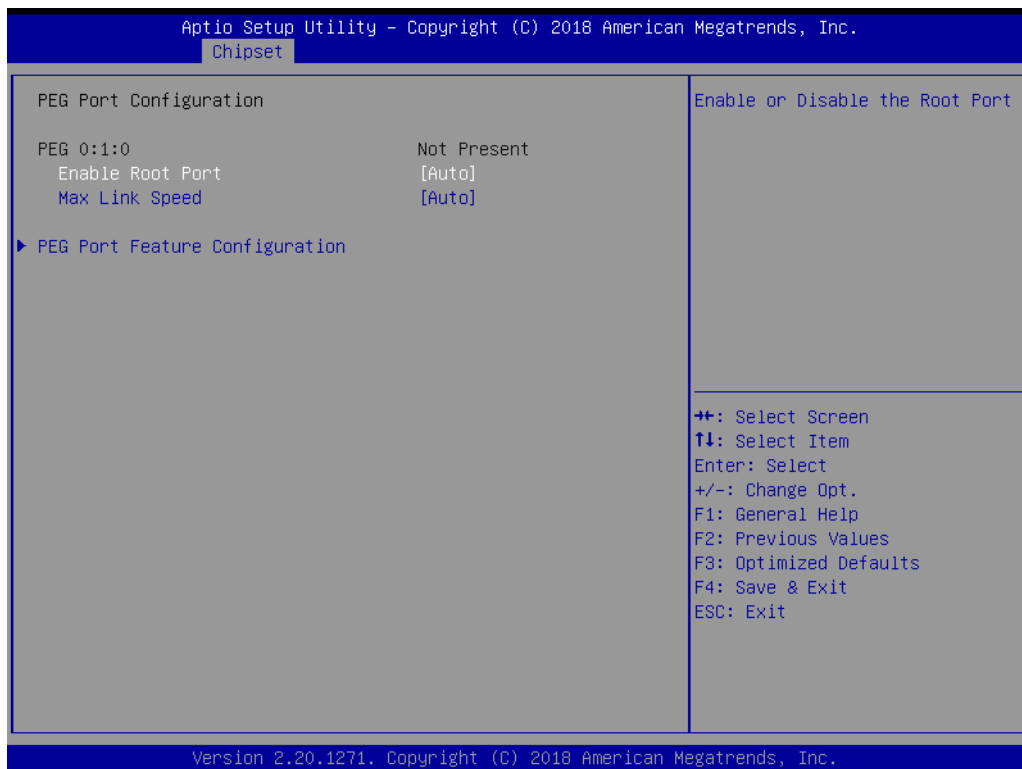 Aptio Setup Utility – Copyright (C) 2018 American Megatrends, Inc.
Chipset
PEG Port Configuration
PEG 0:1:0 Not Present
Enable Root Port [Auto]
Max Link Speed [Auto]
▶ PEG Port Feature Configuration
Enable or Disable the Root Port
→←: Select Screen
↑↓: Select Item
Enter: Select
+/-: Change Opt.
F1: General Help
F2: Previous Values
F3: Optimized Defaults
F4: Save & Exit
ESC: Exit
Version 2.20.1271. Copyright (C) 2018 American Megatrends, Inc.